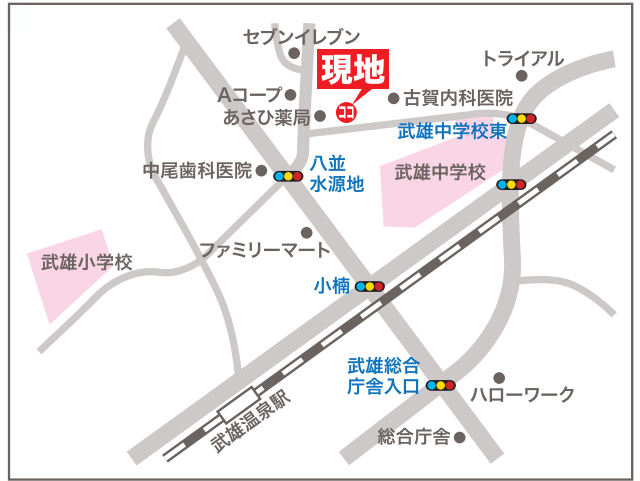 セブンイレブン
現地
トライアル
Aコープ
ココ
古賀内科医院
あさひ薬局
武雄中学校東
中尾歯科医院
八並
水源地
武雄中学校
ファミリーマート
武雄小学校
小楠
武雄総合
庁舎入口
ハローワーク
武雄温泉駅
総合庁舎